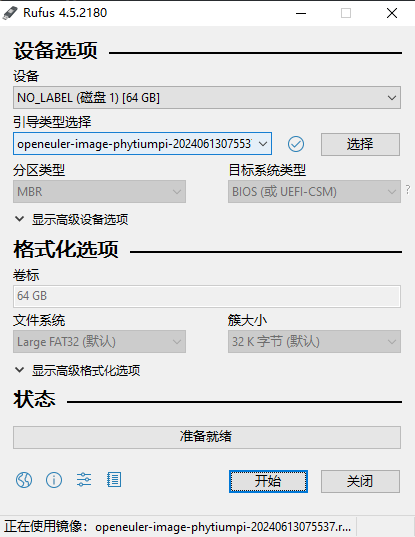 Rufus 4.5.2180
设备选项
设备
NO_LABEL (磁盘 1) [64 GB]
引导类型选择
openeuler-image-phytiumpi-2024061307553
选择
分区类型
目标系统类型
MBR
BIOS (或 UEFI-CSM)
?
显示高级设备选项
格式化选项
卷标
64 GB
文件系统
簇大小
Large FAT32 (默认)
32 K 字节 (默认)
显示高级格式化选项
状态
准备就绪
开始
关闭
正在使用镜像： openeuler-image-phytiumpi-20240613075537.r...